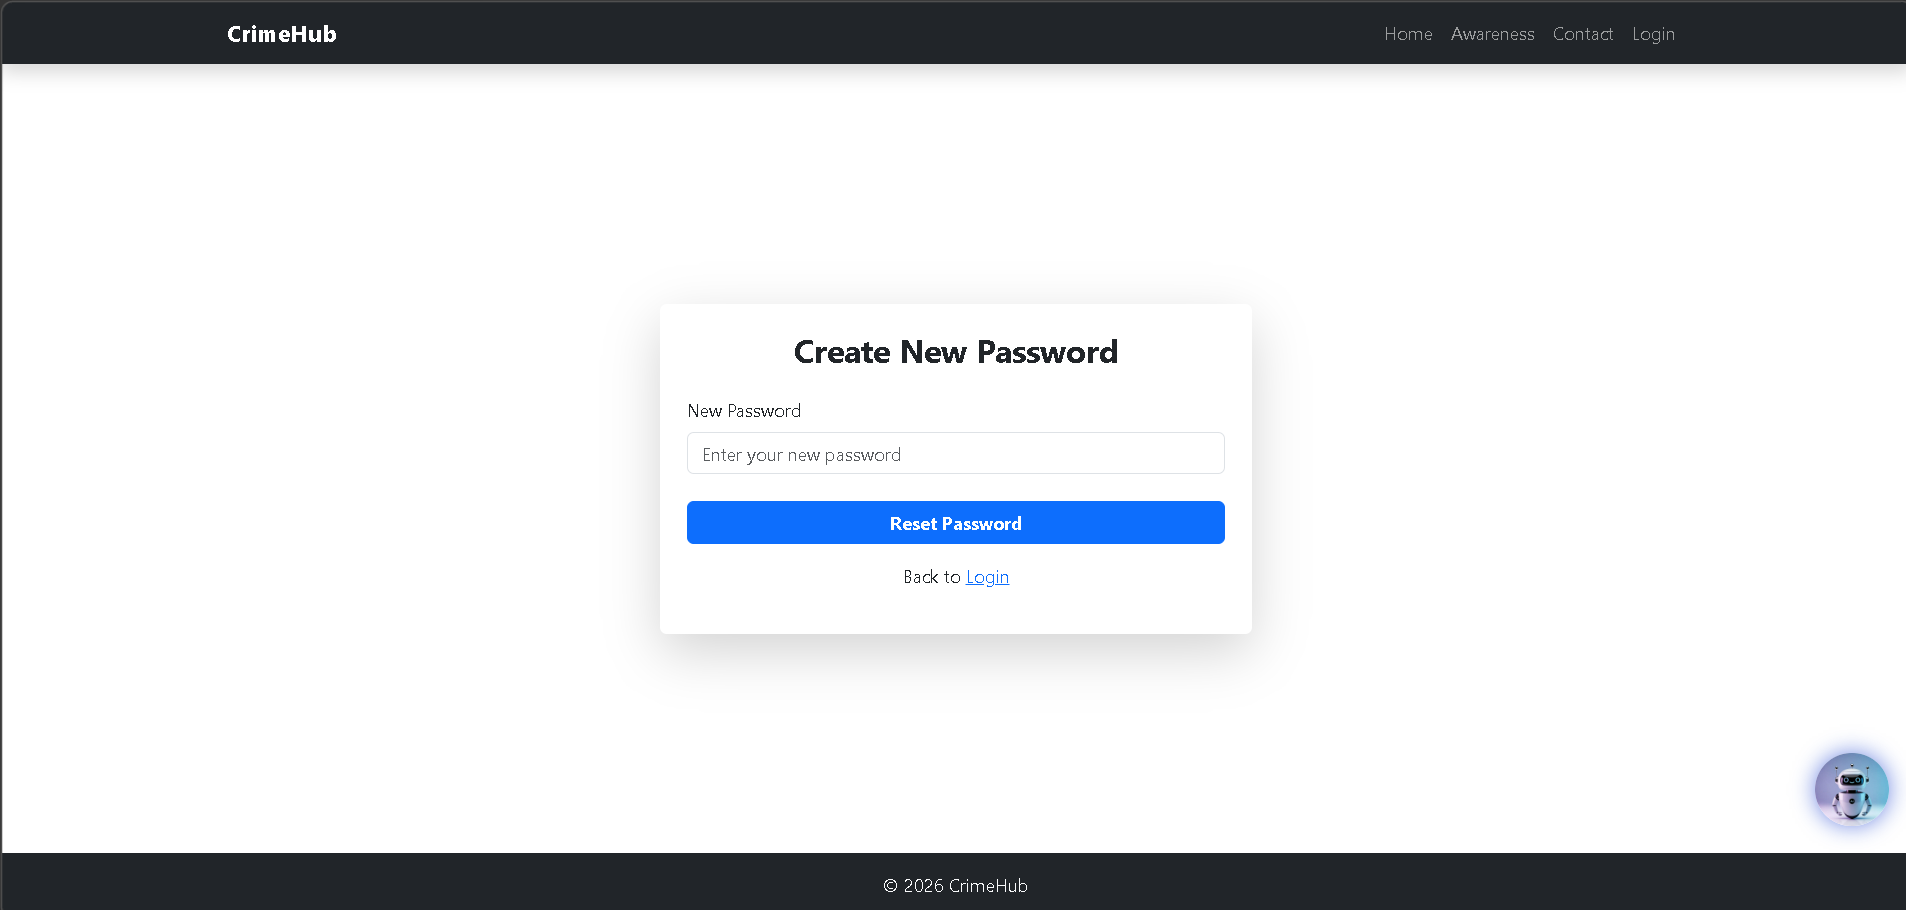 CrimeHub
Home Awareness Contact Login
Create New Password
New Password
Enter your new password
Reset Password
Back to Login
© 2026 CrimeHub